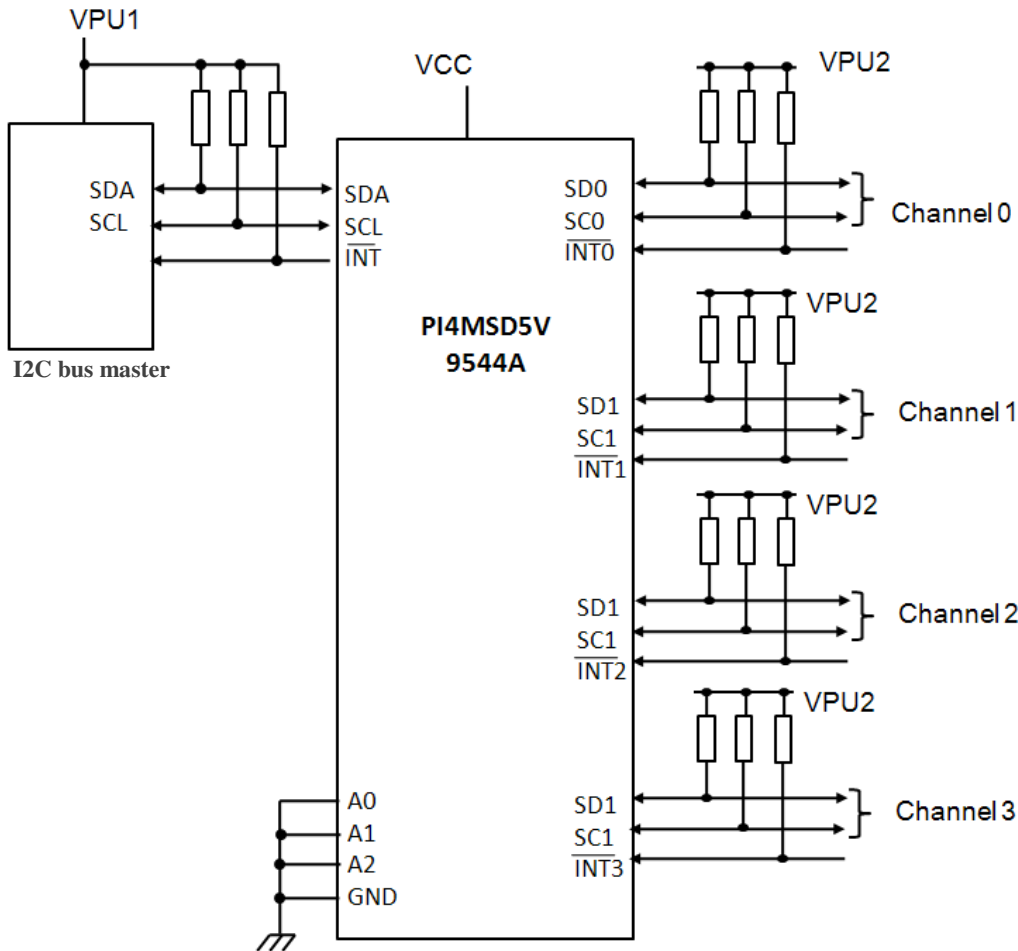 VPU1
VCC
SDA
SCL
I2C bus master
SDA
SCL
INT
PI4MSD5V
9544A
A0
A1
A2
GND
VPU2
SD0
SC0
INT0
Channel 0
VPU2
SD1
SC1
INT1
Channel 1
VPU2
SD1
SC1
INT2
Channel 2
VPU2
SD1
SC1
INT3
Channel 3